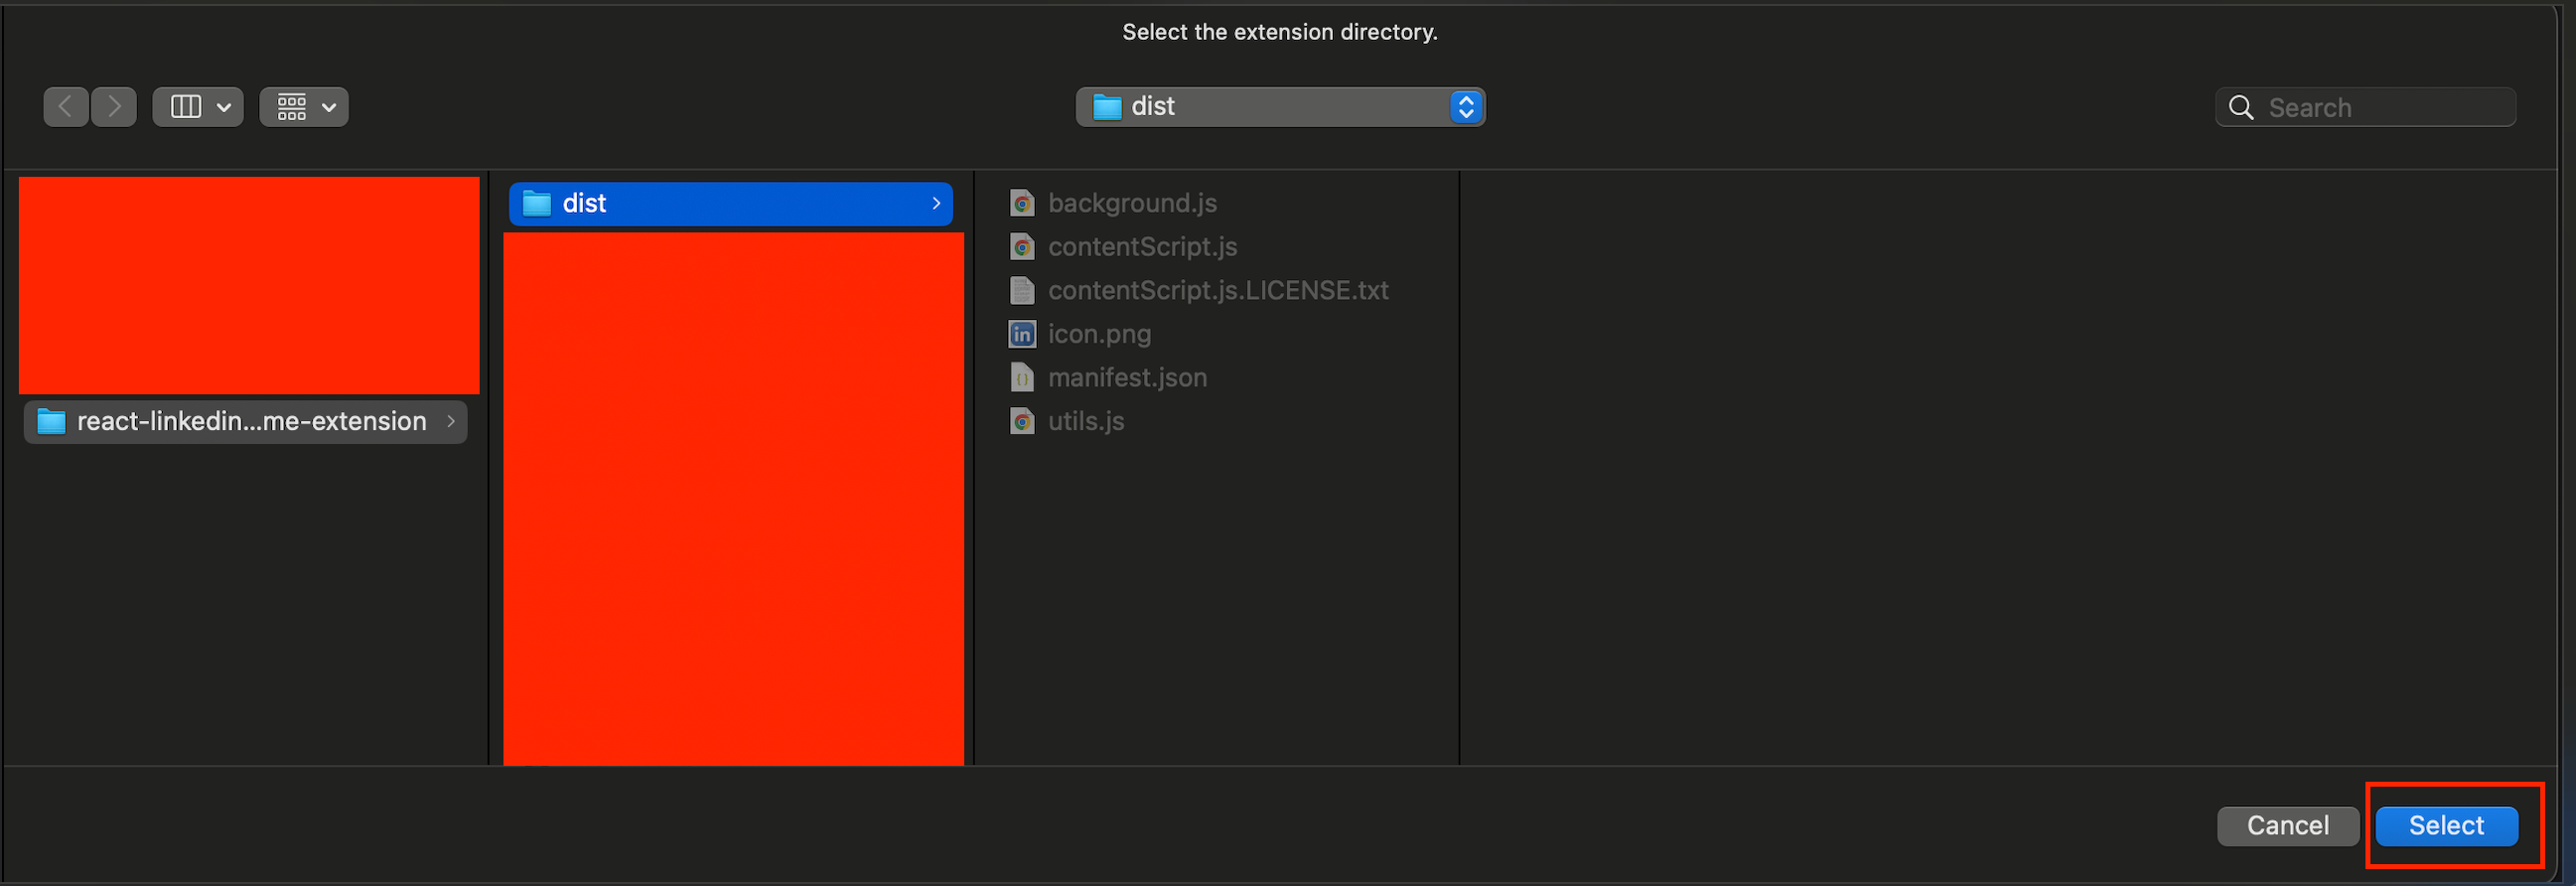 Select the extension directory.
dist
Search
react-linkedin...me-extension
dist
background.js
contentScript.js
contentScript.js.LICENSE.txt
in
icon.png
{}
manifest.json
utils.js
Cancel
Select